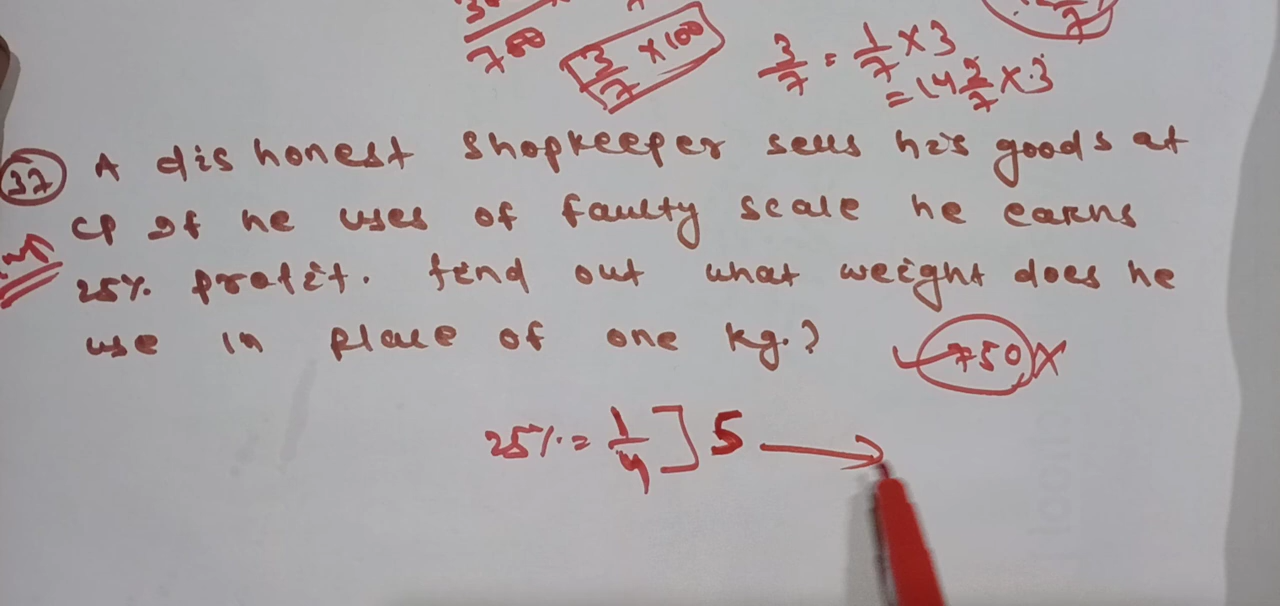 700
3/7 × 100
3/7 = 1/7 × 3
= 14 2/7 × 3
37 A dishonest shopkeeper sells his goods at
CP If he uses of faulty scale he earns
25% profit. find out what weight does he
use in place of one kg.?
750 ×
25% = 1/4 ] 5 →